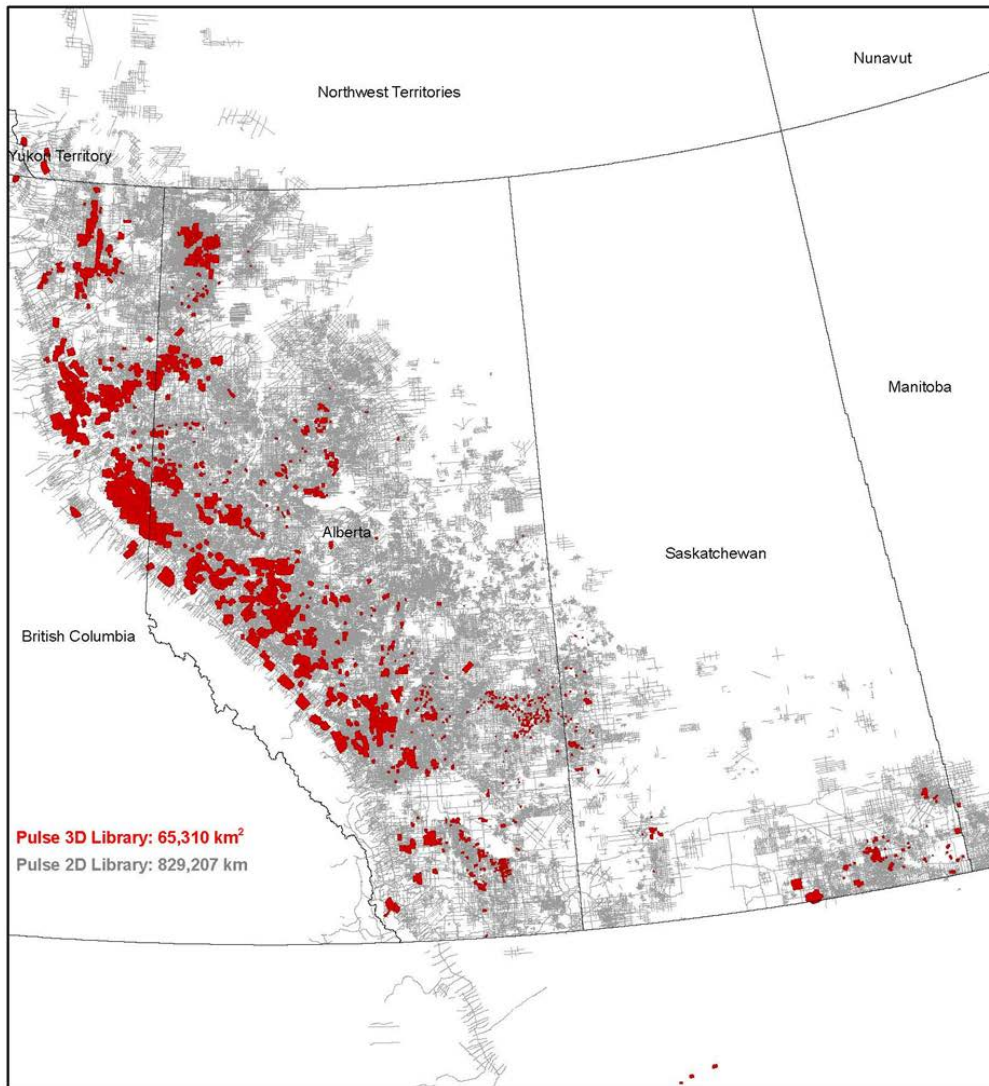 Nunavut
Northwest Territories
Yukon Territory
Manitoba
Alberta
Saskatchewan
British Columbia
Pulse 3D Library: 65,310 km²
Pulse 2D Library: 829,207 km